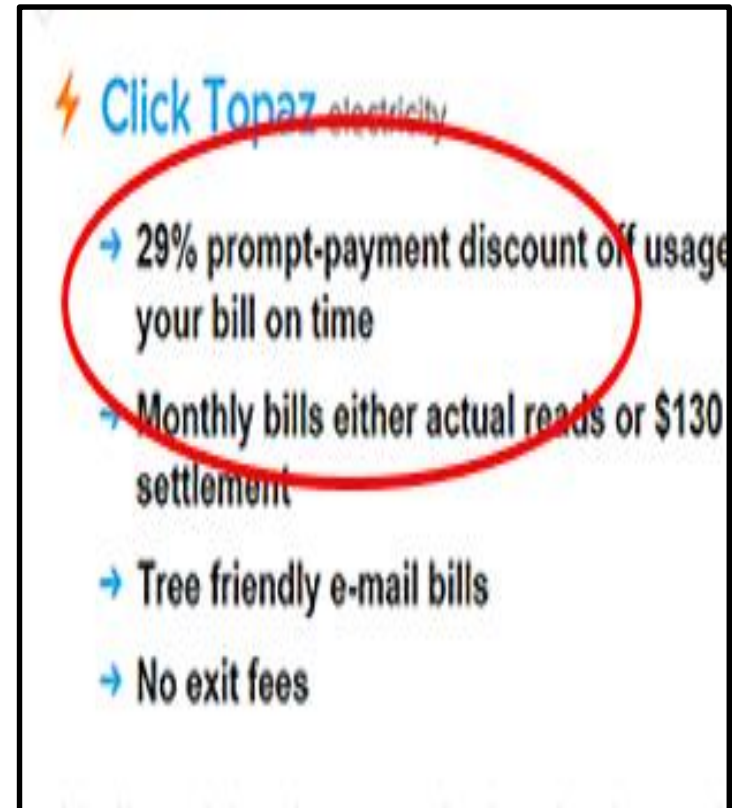 Click Topaz electricity
29% prompt-payment discount off usage
your bill on time
Monthly bills either actual reads or $130
settlement
Tree friendly e-mail bills
No exit fees